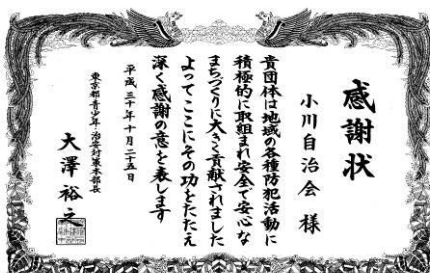 感謝状
小川自治会 様
貴団体は地域の各種防犯活動に
積極的に取組まれ安全で安心な
まちづくりに大きく貢献されました
よってここにその功をたたえ
深く感謝の意を表します
平成三十年十月二十五日
東京都青少年・治安対策本部長
大澤裕之